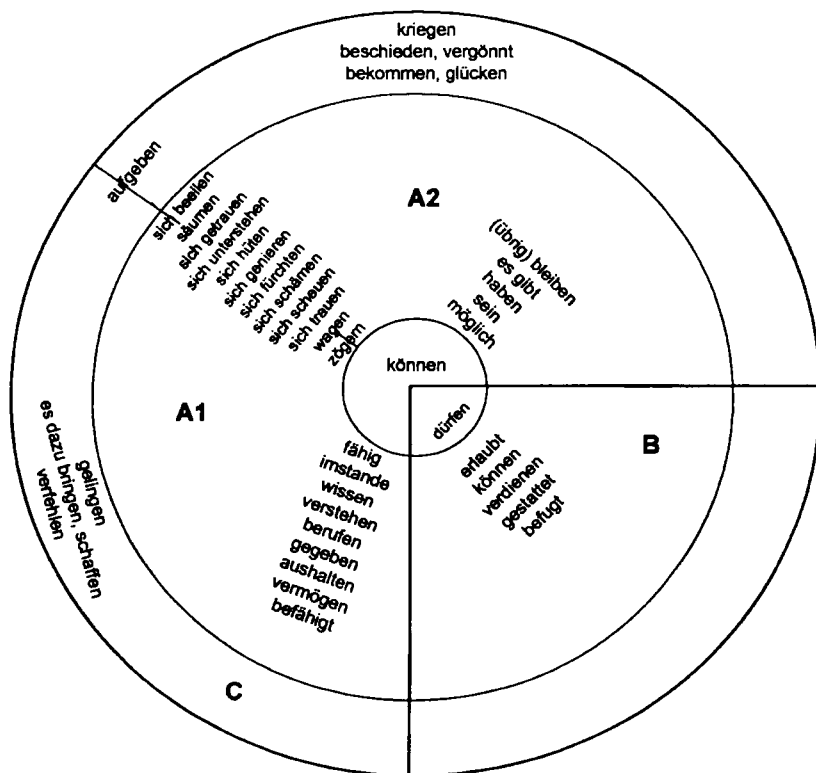 kriegen
beschieden, vergönnt
bekommen, glücken
aufgeben
A2
sich beeilen
säumen
sich getrauen
sich unterstehen
sich hüten
sich genieren
sich fürchten
sich schämen
sich scheuen
sich trauen
wagen
zögern
(übrig) bleiben
es gibt
haben
sein
möglich
können
A1
dürfen
B
erlaubt
können
verdienen
gestattet
befugt
fähig
imstande
wissen
verstehen
berufen
gegeben
aushalten
vermögen
befähigt
gelingen
es dazu bringen, schaffen
verfehlen
C